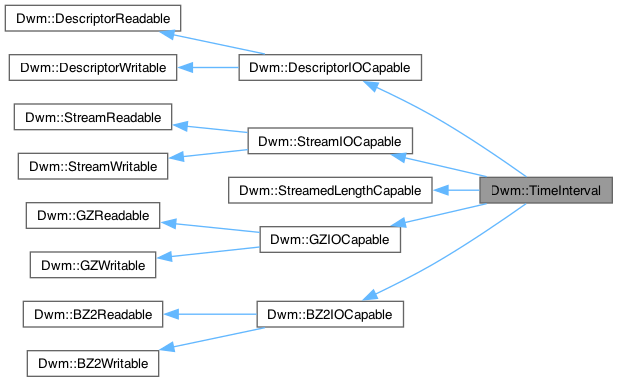 Dwm::DescriptorReadable
Dwm::DescriptorWritable
Dwm::DescriptorIOCapable
Dwm::StreamReadable
Dwm::StreamIOCapable
Dwm::StreamWritable
Dwm::StreamedLengthCapable
Dwm::TimeInterval
Dwm::GZReadable
Dwm::GZIOCapable
Dwm::GZWritable
Dwm::BZ2Readable
Dwm::BZ2IOCapable
Dwm::BZ2Writable